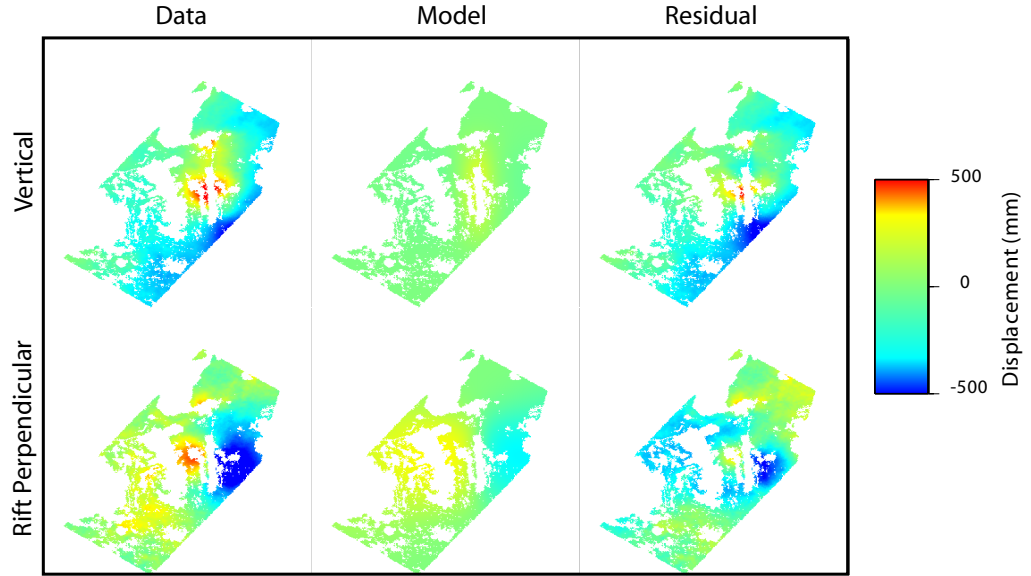 Data Model Residual
Vertical
Rift Perpendicular
500
0
-500
Displacement (mm)